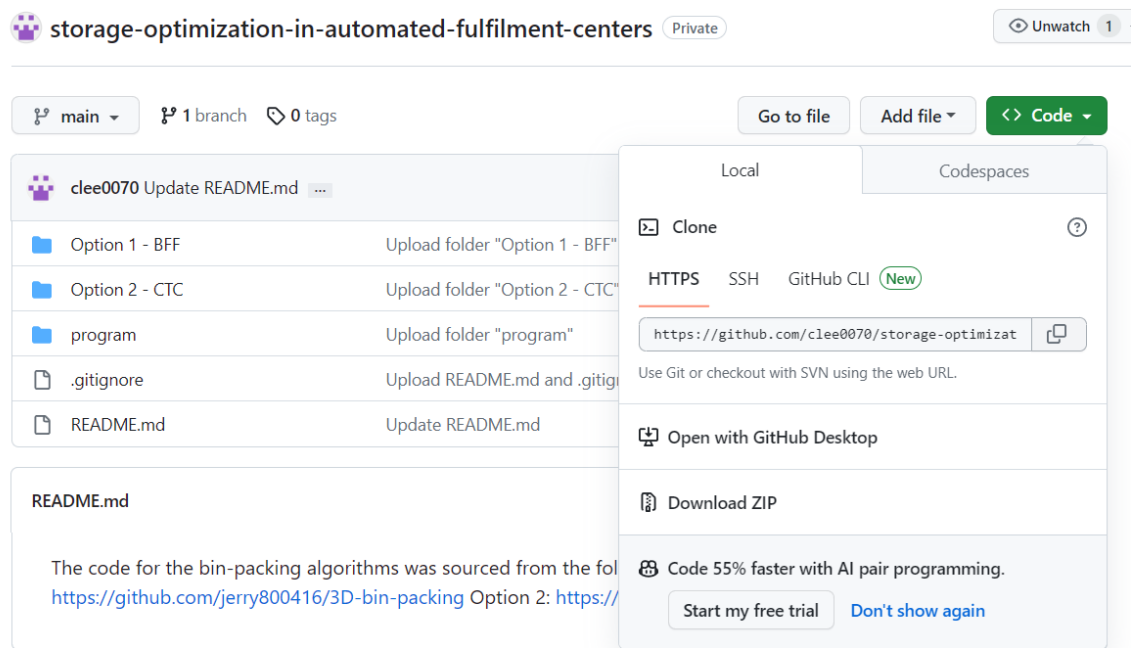 storage-optimization-in-automated-fulfilment-centers Private Unwatch 1
main 1 branch 0 tags Go to file Add file Code
clee0070 Update README.md ...
Option 1 - BFF Upload folder "Option 1 - BFF"
Option 2 - CTC Upload folder "Option 2 - CTC"
program Upload folder "program"
.gitignore Upload README.md and .gitig
README.md Update README.md
README.md
The code for the bin-packing algorithms was sourced from the fol
https://github.com/jerry800416/3D-bin-packing Option 2: https://
Local Codespaces
Clone
HTTPS SSH GitHub CLI New
https://github.com/clee0070/storage-optimizat
Use Git or checkout with SVN using the web URL.
Open with GitHub Desktop
Download ZIP
Code 55% faster with AI pair programming.
Start my free trial Don't show again